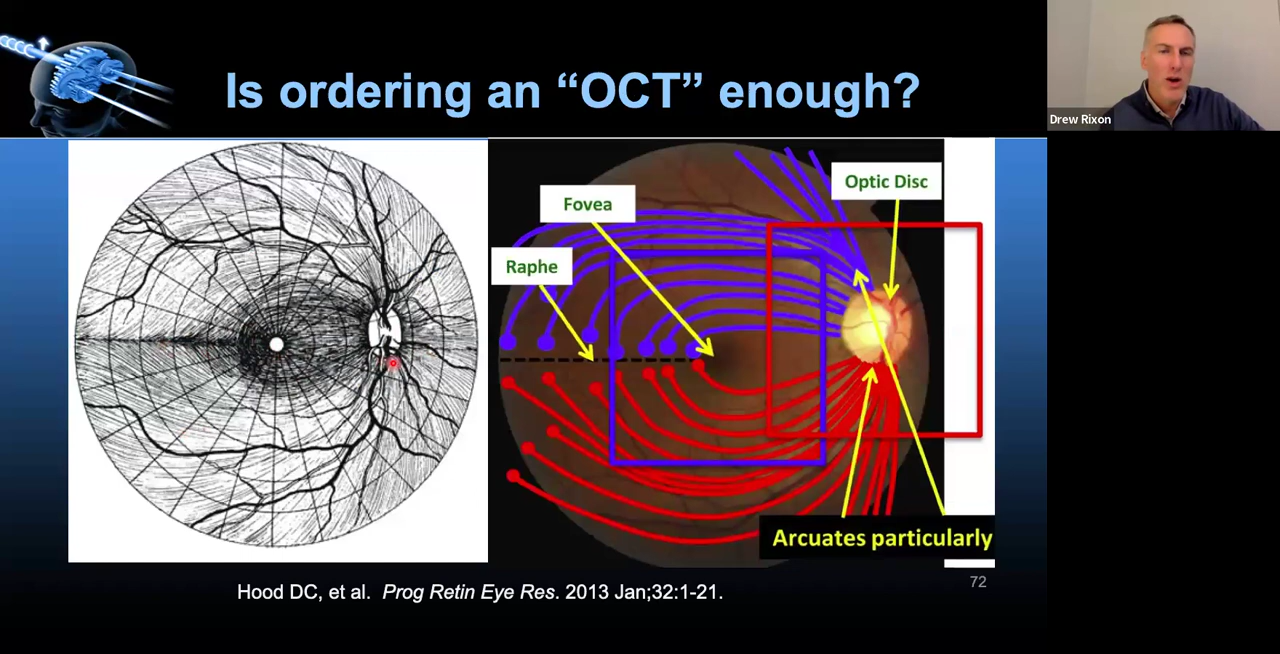 Is ordering an “OCT” enough?
Drew Rixon
Optic Disc
Fovea
Raphe
Arcuates particularly
72
Hood DC, et al. Prog Retin Eye Res. 2013 Jan;32:1-21.